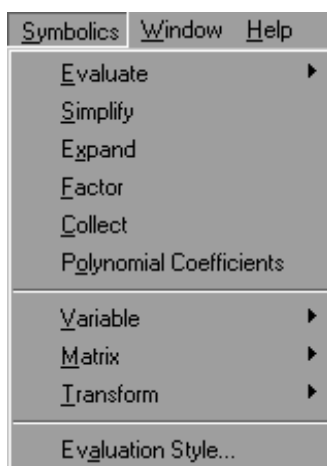 Symbolics Window Help
Evaluate
Simplify
Expand
Factor
Collect
Polynomial Coefficients
Variable
Matrix
Transform
Evaluation Style...